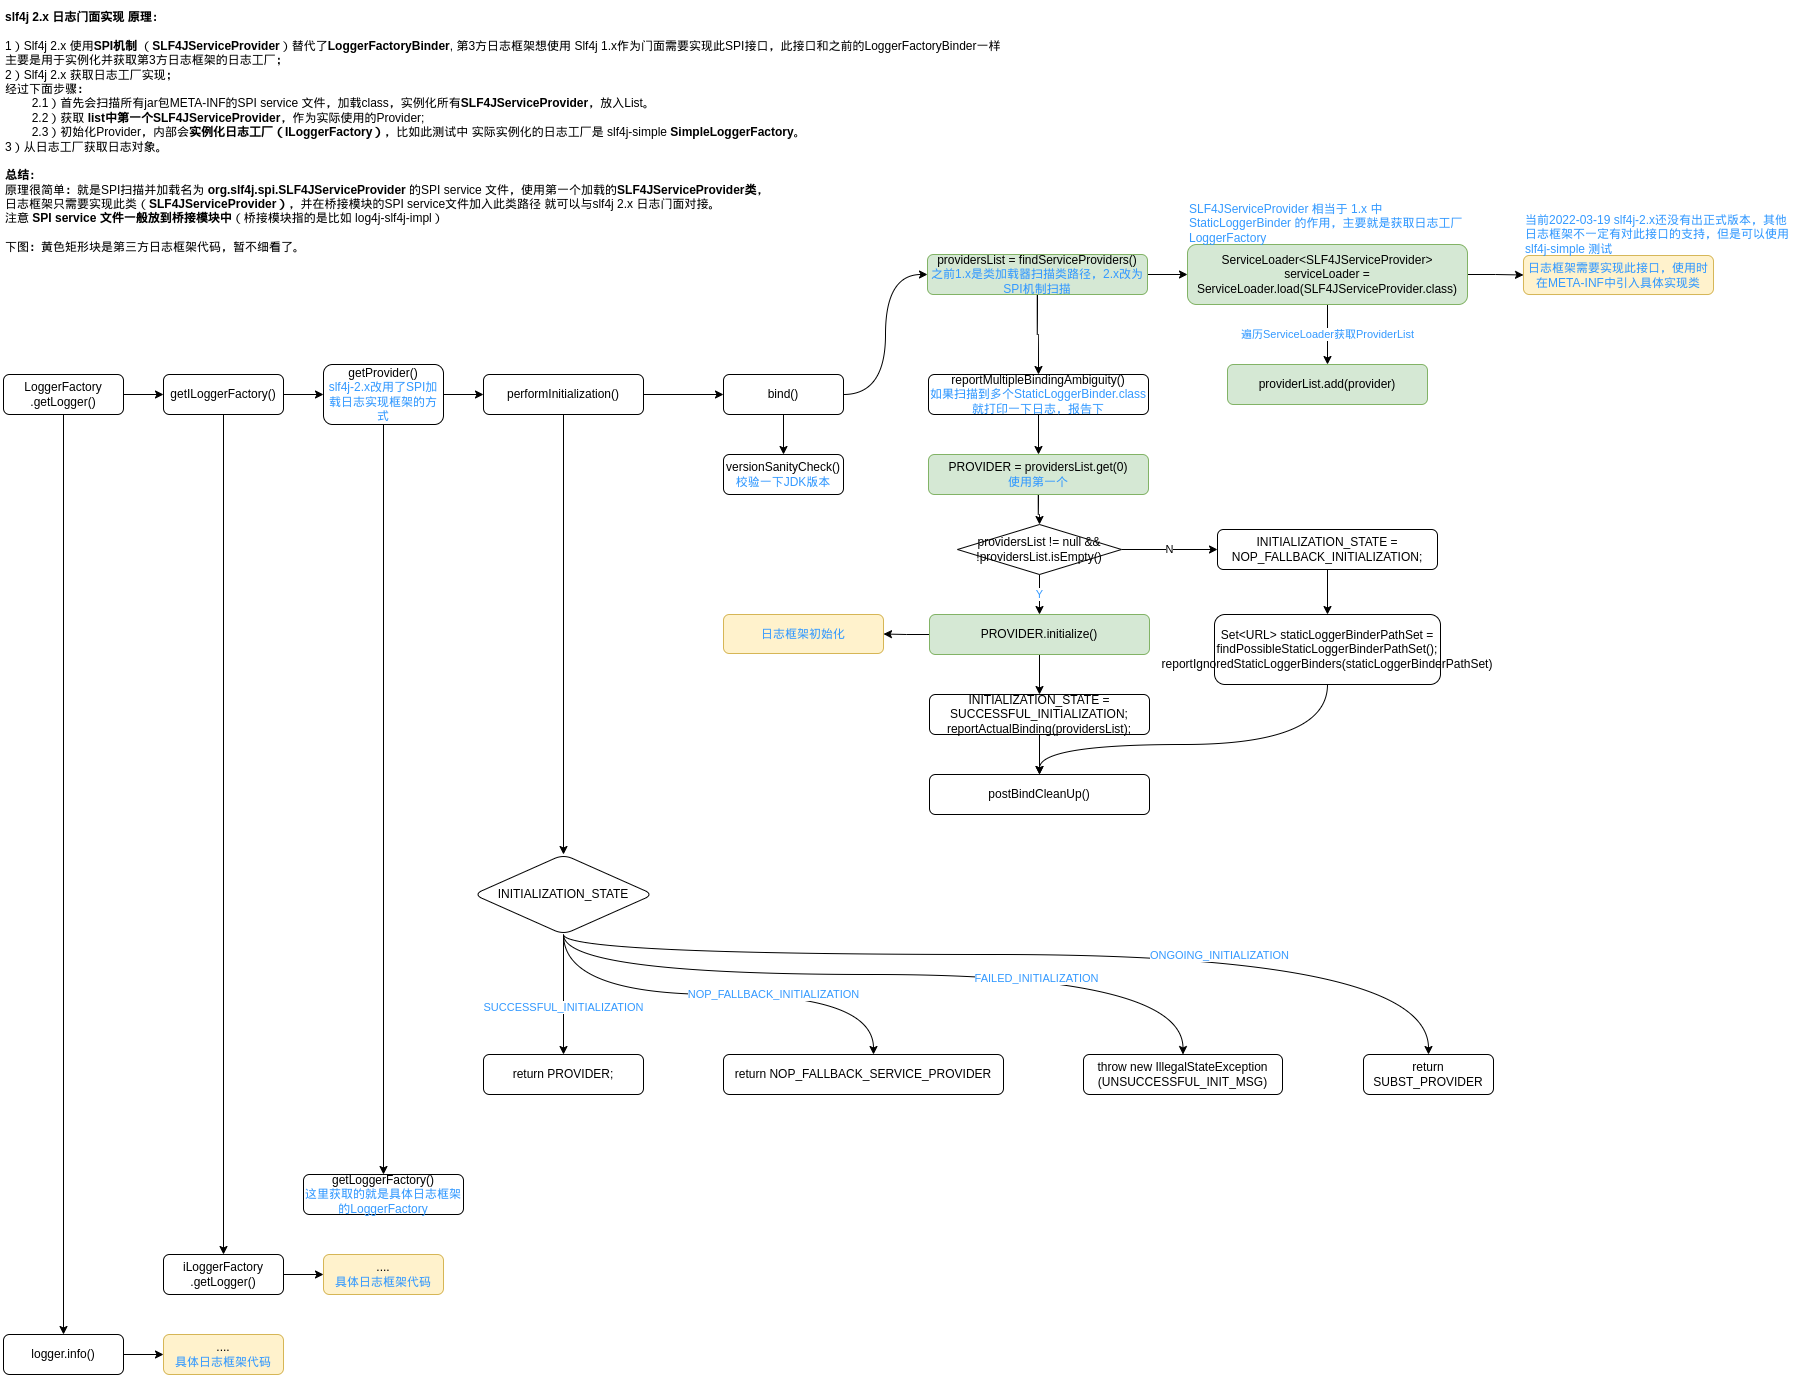 slf4j 2.x 日志门面实现 原理：
1）Slf4j 2.x 使用SPI机制 （SLF4JServiceProvider）替代了LoggerFactoryBinder, 第3方日志框架想使用 Slf4j 1.x作为门面需要实现此SPI接口，此接口和之前的LoggerFactoryBinder一样
主要是用于实例化并获取第3方日志框架的日志工厂；
2）Slf4j 2.x 获取日志工厂实现；
经过下面步骤：
2.1）首先会扫描所有jar包META-INF的SPI service 文件，加载class，实例化所有SLF4JServiceProvider，放入List。
2.2）获取 list中第一个SLF4JServiceProvider，作为实际使用的Provider;
2.3）初始化Provider，内部会实例化日志工厂（ILoggerFactory），比如此测试中 实际实例化的日志工厂是 slf4j-simple SimpleLoggerFactory。
3）从日志工厂获取日志对象。
总结：
原理很简单：就是SPI扫描并加载名为 org.slf4j.spi.SLF4JServiceProvider 的SPI service 文件，使用第一个加载的SLF4JServiceProvider类，
日志框架只需要实现此类（SLF4JServiceProvider），并在桥接模块的SPI service文件加入此类路径 就可以与slf4j 2.x 日志门面对接。
注意 SPI service 文件一般放到桥接模块中（桥接模块指的是比如 log4j-slf4j-impl）
下图：黄色矩形块是第三方日志框架代码，暂不细看了。
SLF4JServiceProvider 相当于 1.x 中
StaticLoggerBinder 的作用，主要就是获取日志工厂
LoggerFactory
当前2022-03-19 slf4j-2.x还没有出正式版本，其他
日志框架不一定有对此接口的支持，但是可以使用
slf4j-simple 测试
providersList = findServiceProviders()
之前1.x是类加载器扫描类路径，2.x改为
SPI机制扫描
ServiceLoader<SLF4JServiceProvider>
serviceLoader =
ServiceLoader.load(SLF4JServiceProvider.class)
日志框架需要实现此接口，使用时
在META-INF中引入具体实现类
遍历ServiceLoader获取ProviderList
providerList.add(provider)
LoggerFactory
.getLogger()
getILoggerFactory()
getProvider()
slf4j-2.x改用了SPI加
载日志实现框架的方
式
performInitialization()
bind()
reportMultipleBindingAmbiguity()
如果扫描到多个StaticLoggerBinder.class
就打印一下日志，报告下
versionSanityCheck()
校验一下JDK版本
PROVIDER = providersList.get(0)
使用第一个
providersList != null &&
!providersList.isEmpty()
N
INITIALIZATION_STATE =
NOP_FALLBACK_INITIALIZATION;
Y
日志框架初始化
PROVIDER.initialize()
Set<URL> staticLoggerBinderPathSet =
findPossibleStaticLoggerBinderPathSet();
reportIgnoredStaticLoggerBinders(staticLoggerBinderPathSet)
INITIALIZATION_STATE =
SUCCESSFUL_INITIALIZATION;
reportActualBinding(providersList);
postBindCleanUp()
INITIALIZATION_STATE
ONGOING_INITIALIZATION
FAILED_INITIALIZATION
NOP_FALLBACK_INITIALIZATION
SUCCESSFUL_INITIALIZATION
return PROVIDER;
return NOP_FALLBACK_SERVICE_PROVIDER
throw new IllegalStateException
(UNSUCCESSFUL_INIT_MSG)
return
SUBST_PROVIDER
getLoggerFactory()
这里获取的就是具体日志框架
的LoggerFactory
iLoggerFactory
.getLogger()
....
具体日志框架代码
logger.info()
....
具体日志框架代码